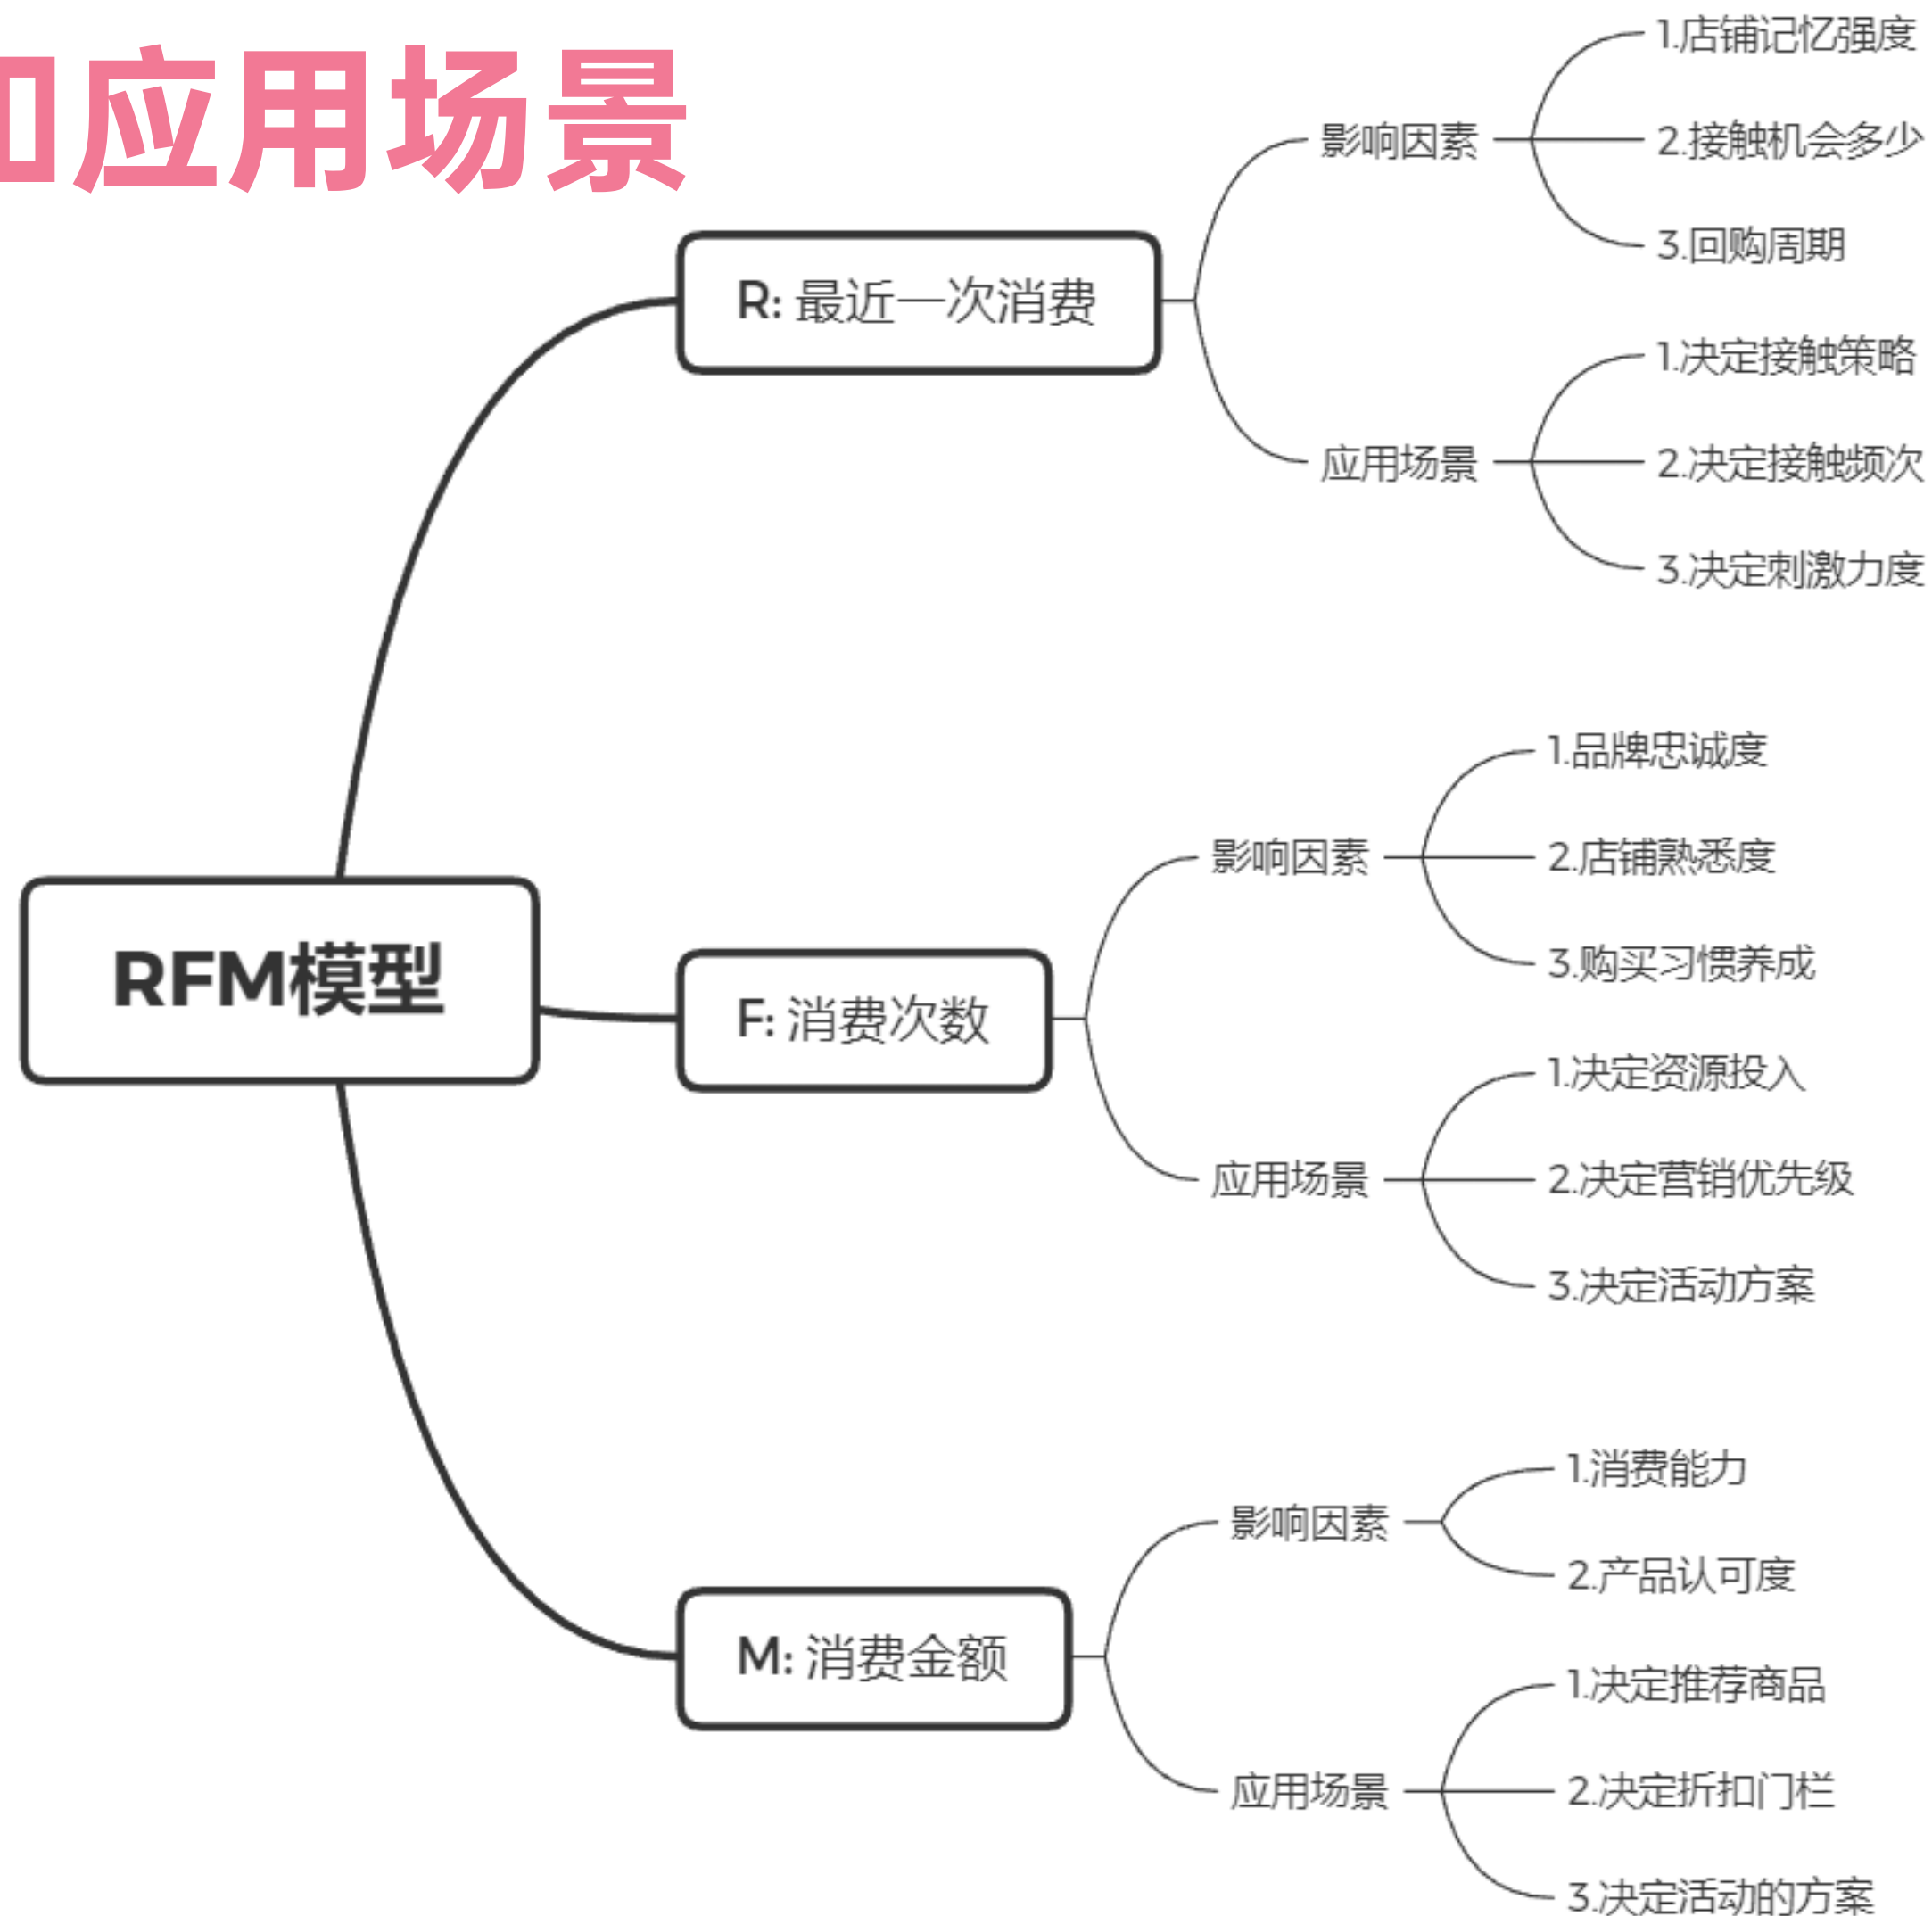 应用场景
RFM模型
R: 最近一次消费
影响因素
1.店铺记忆强度
2.接触机会多少
3.回购周期
应用场景
1.决定接触策略
2.决定接触频次
3.决定刺激力度
F: 消费次数
影响因素
1.品牌忠诚度
2.店铺熟悉度
3.购买习惯养成
应用场景
1.决定资源投入
2.决定营销优先级
3.决定活动方案
M: 消费金额
影响因素
1.消费能力
2.产品认可度
应用场景
1.决定推荐商品
2.决定折扣门栏
3.决定活动的方案